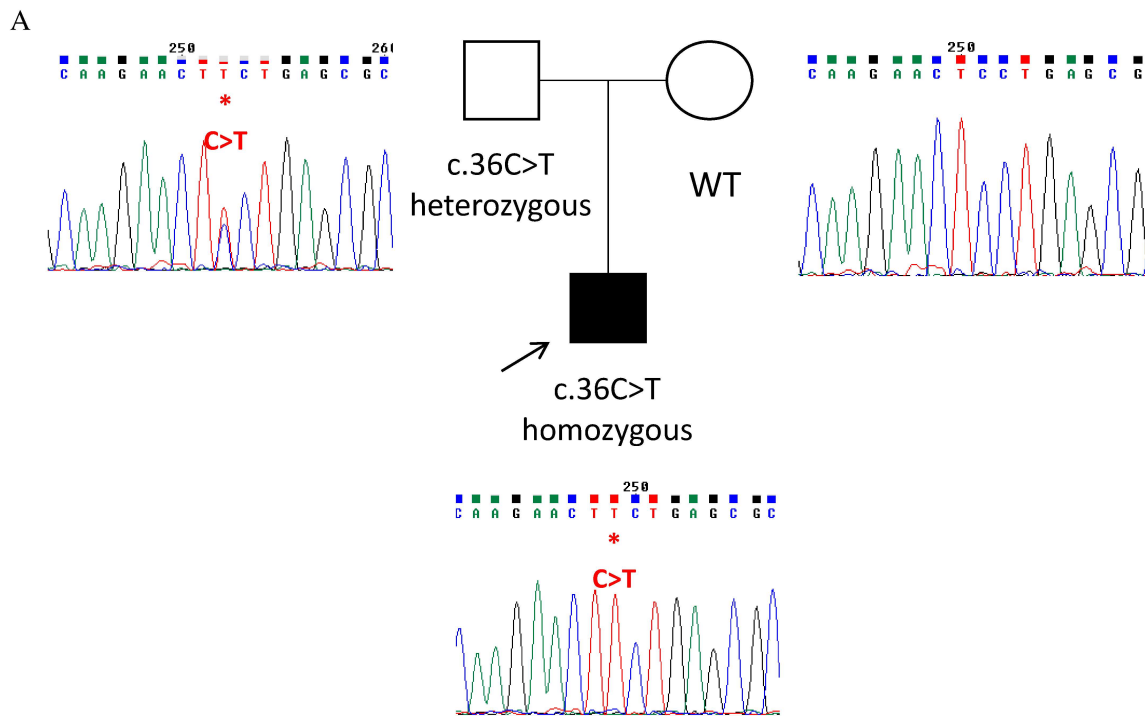 A
250 260
C A A G A A C T T C T G A G C G C
*
C>T
c.36C>T
heterozygous
WT
250
C A A G A A C T C C T G A G C G
c.36C>T
homozygous
250
C A A G A A C T T C T G A G C G C
*
C>T